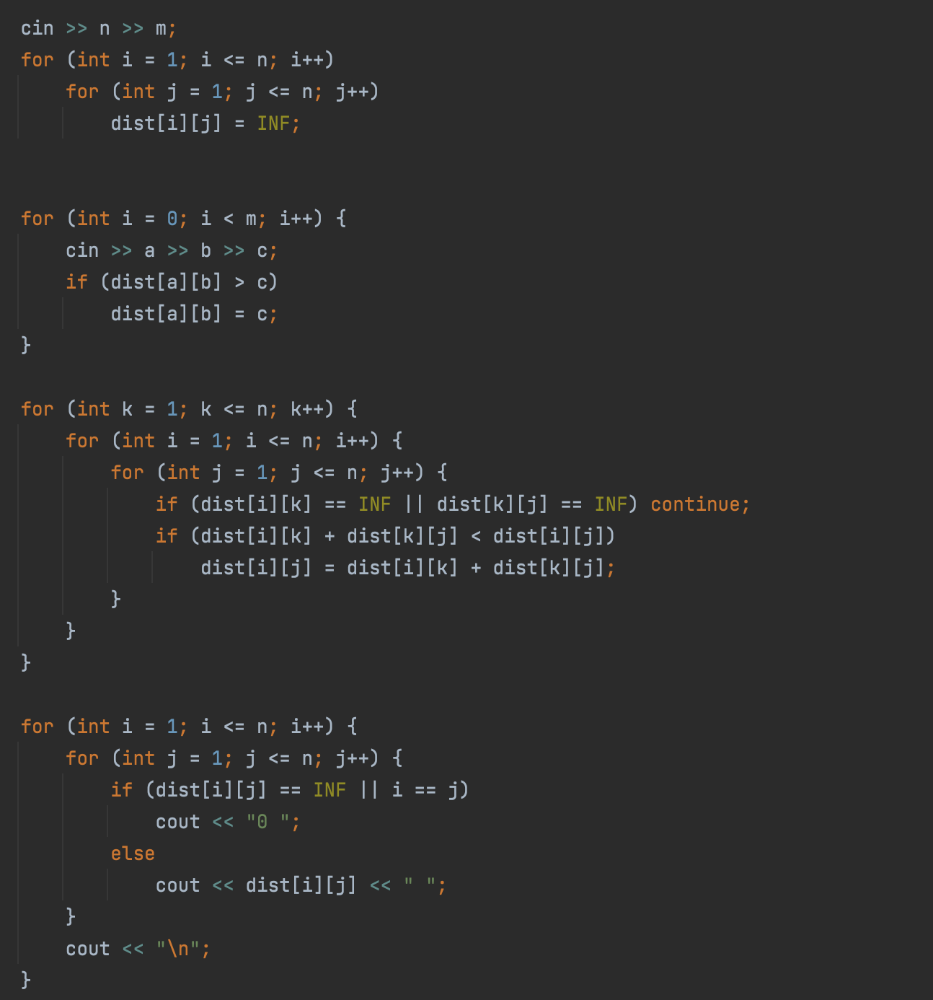 cin >> n >> m;
for (int i = 1; i <= n; i++)
    for (int j = 1; j <= n; j++)
        dist[i][j] = INF;
for (int i = 0; i < m; i++) {
    cin >> a >> b >> c;
    if (dist[a][b] > c)
        dist[a][b] = c;
}
for (int k = 1; k <= n; k++) {
    for (int i = 1; i <= n; i++) {
        for (int j = 1; j <= n; j++) {
            if (dist[i][k] == INF || dist[k][j] == INF) continue;
            if (dist[i][k] + dist[k][j] < dist[i][j])
                dist[i][j] = dist[i][k] + dist[k][j];
        }
    }
}
for (int i = 1; i <= n; i++) {
    for (int j = 1; j <= n; j++) {
        if (dist[i][j] == INF || i == j)
            cout << "0 ";
        else
            cout << dist[i][j] << " ";
    }
    cout << "\n";
}